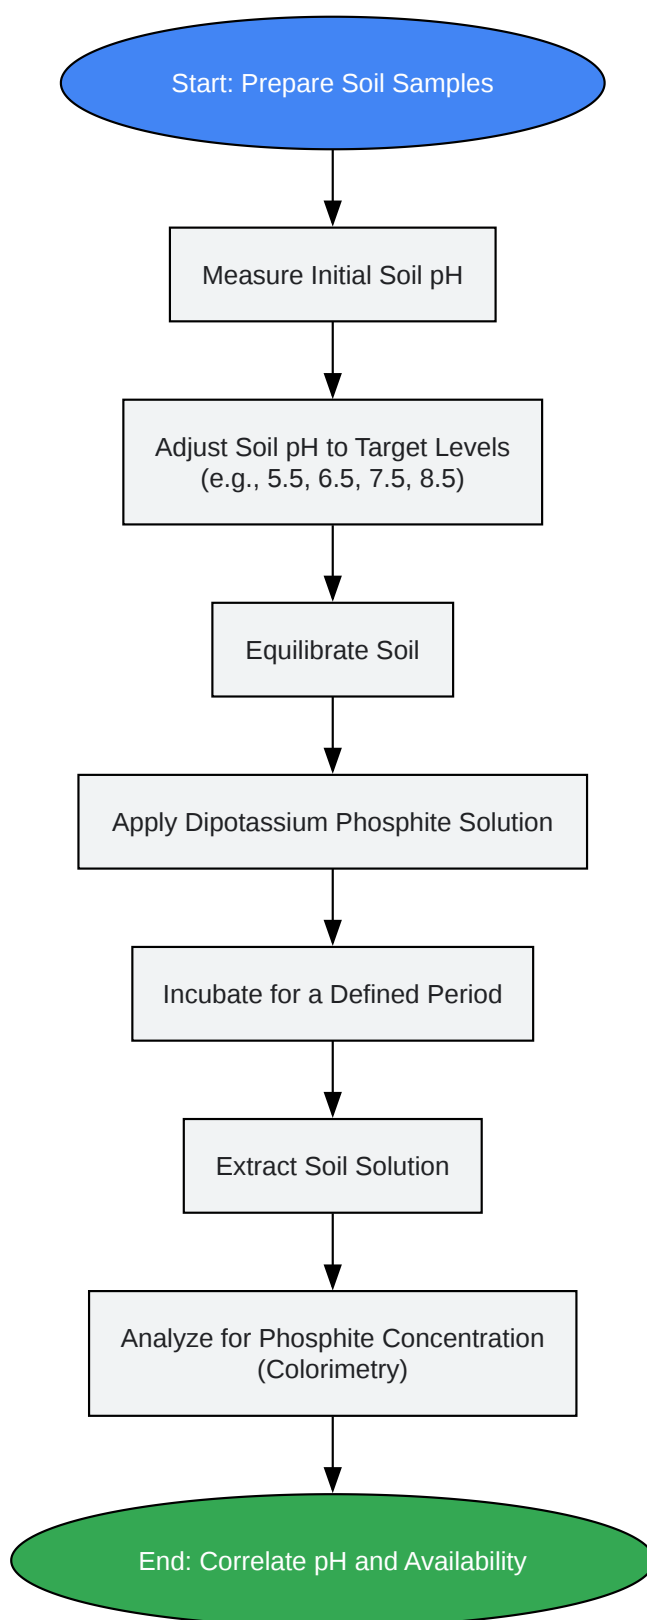 Start: Prepare Soil Samples
Measure Initial Soil pH
Adjust Soil pH to Target Levels
(e.g., 5.5, 6.5, 7.5, 8.5)
Equilibrate Soil
Apply Dipotassium Phosphite Solution
Incubate for a Defined Period
Extract Soil Solution
Analyze for Phosphite Concentration
(Colorimetry)
End: Correlate pH and Availability